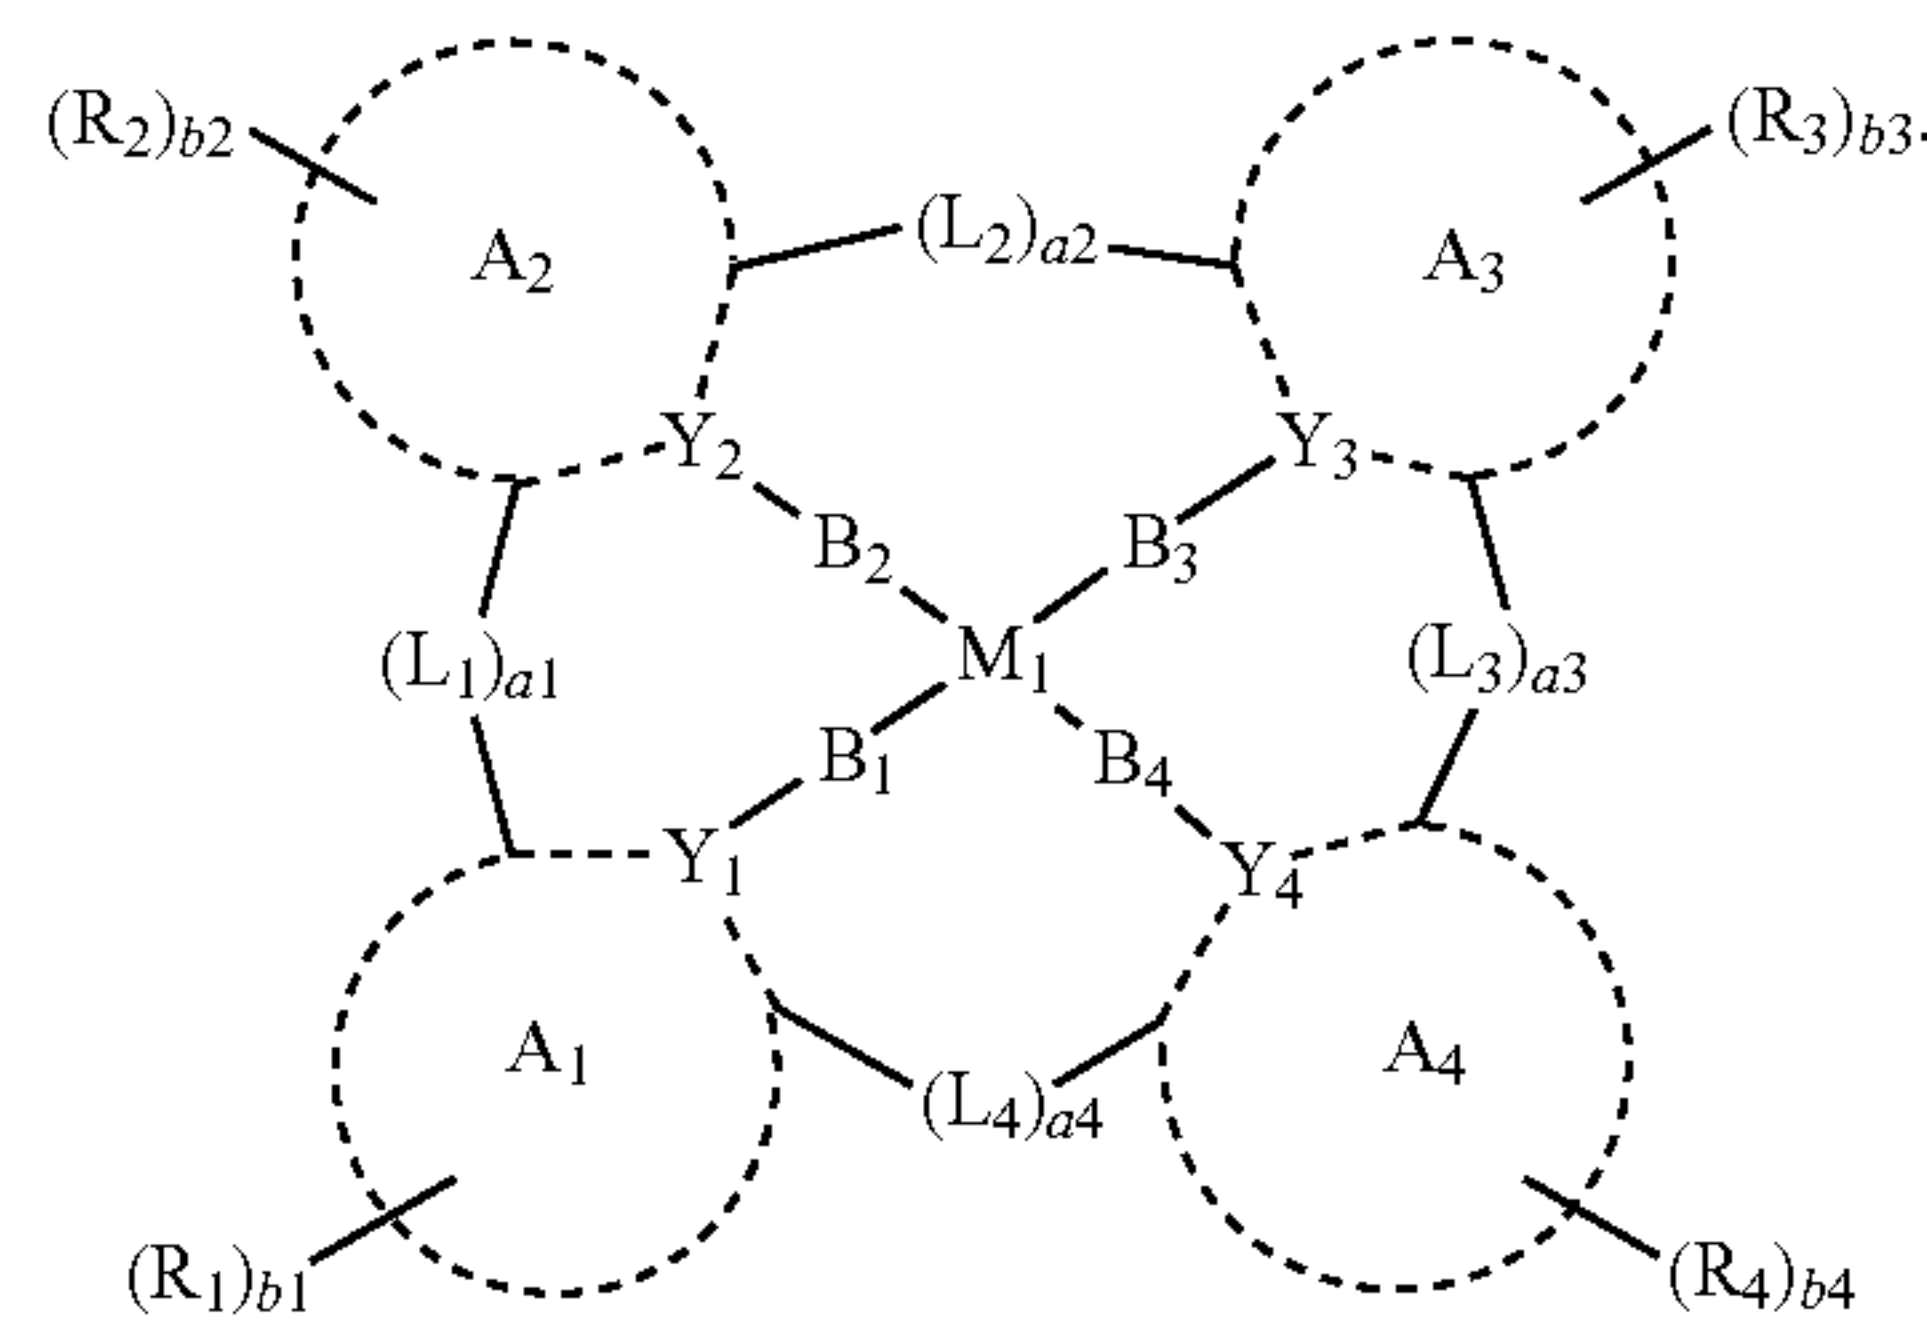 (R2)b2 (R3)b3.
A2 (L2)a2 A3
Y2 Y3
B2 B3
(L1)a1 M1 (L3)a3
B1 B4
Y1 Y4
A1 (L4)a4 A4
(R1)b1 (R4)b4